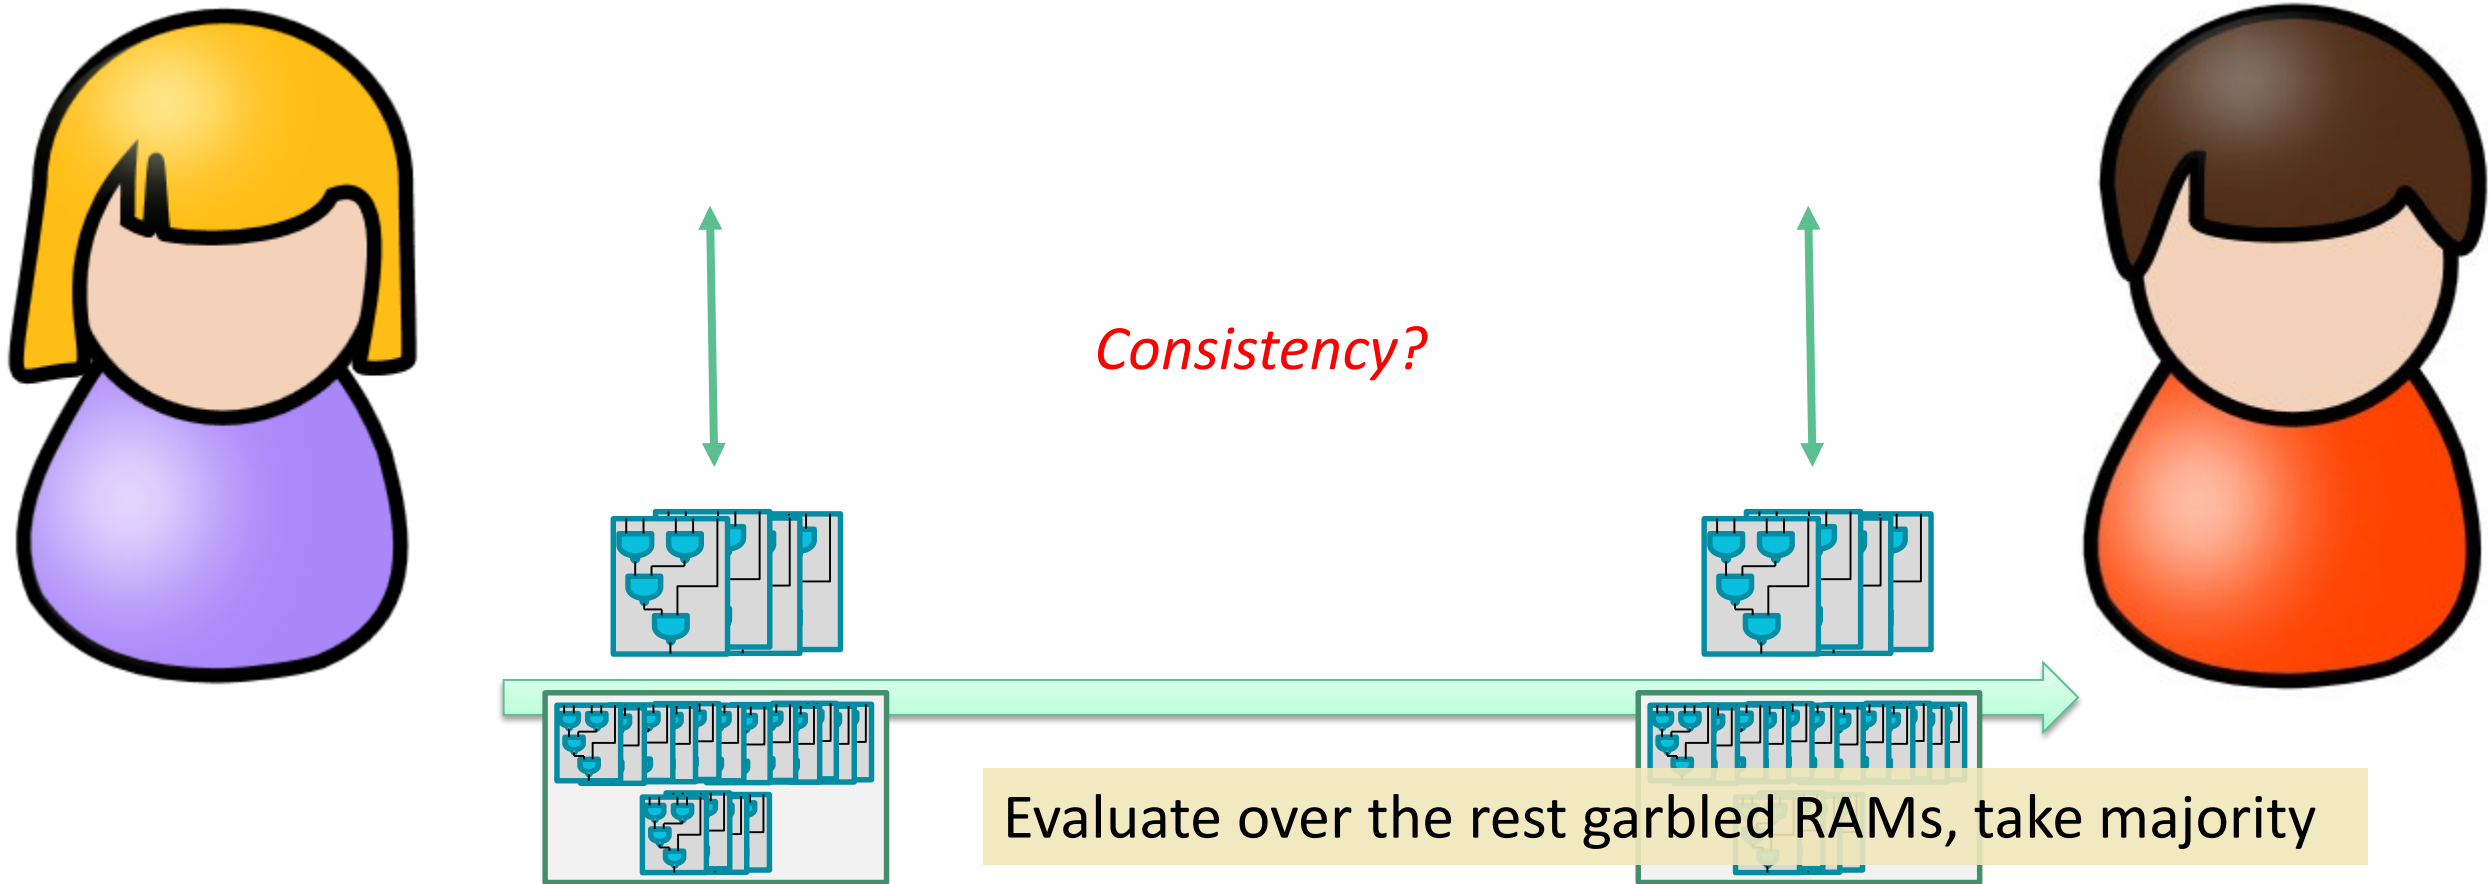 Consistency?
Evaluate over the rest garbled RAMs, take majority